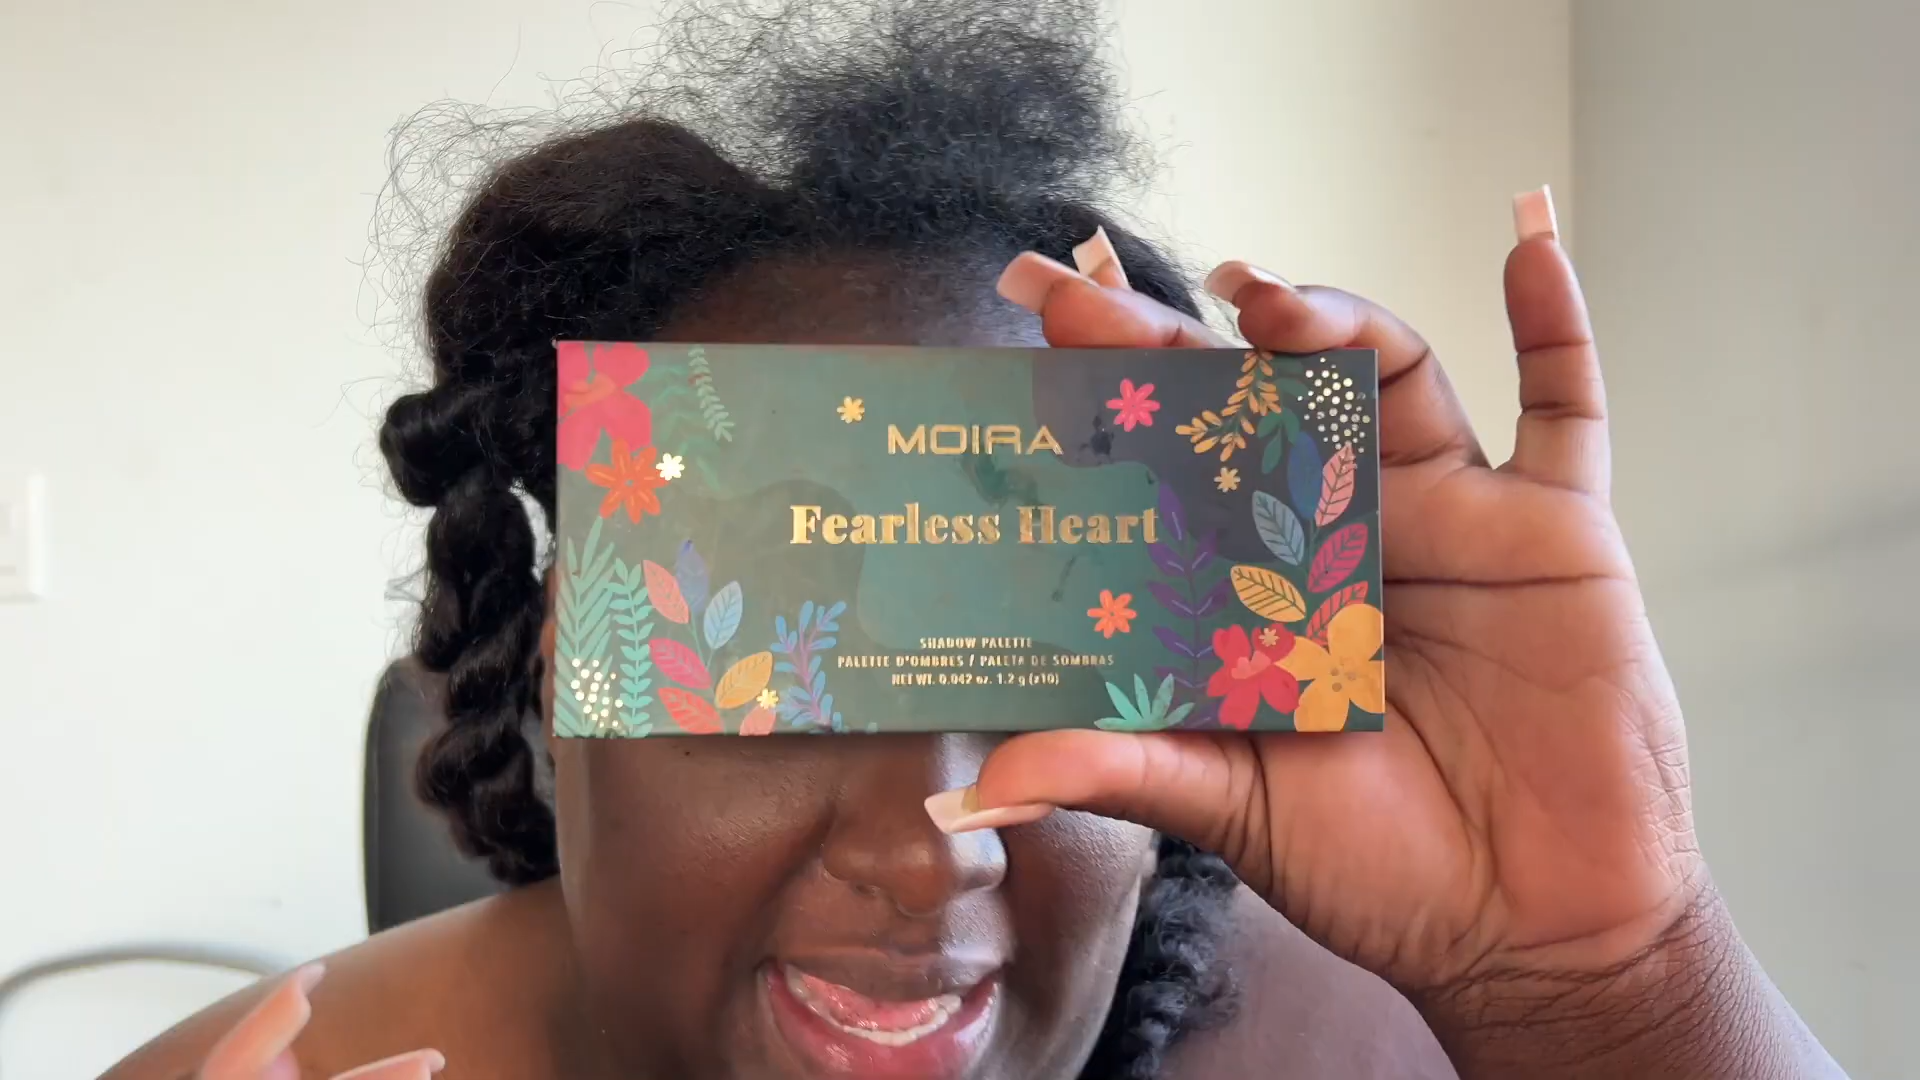 MOIRA
Fearless Heart
SHADOW PALETTE
PALETTE D'OMBRES / PALETA DE SOMBRAS
NET WT. 0.042 oz. 1.2 g (x10)